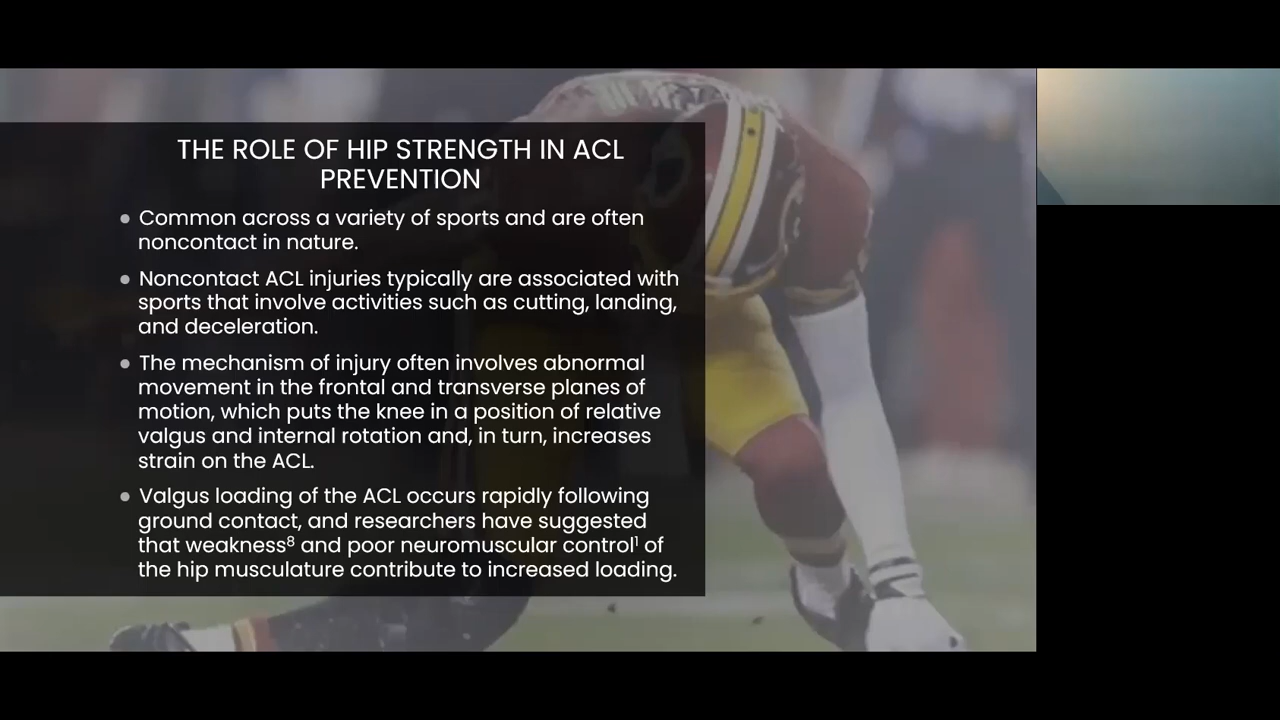 THE ROLE OF HIP STRENGTH IN ACL
PREVENTION
• Common across a variety of sports and are often
noncontact in nature.
• Noncontact ACL injuries typically are associated with
sports that involve activities such as cutting, landing,
and deceleration.
• The mechanism of injury often involves abnormal
movement in the frontal and transverse planes of
motion, which puts the knee in a position of relative
valgus and internal rotation and, in turn, increases
strain on the ACL.
• Valgus loading of the ACL occurs rapidly following
ground contact, and researchers have suggested
that weakness⁸ and poor neuromuscular control¹ of
the hip musculature contribute to increased loading.